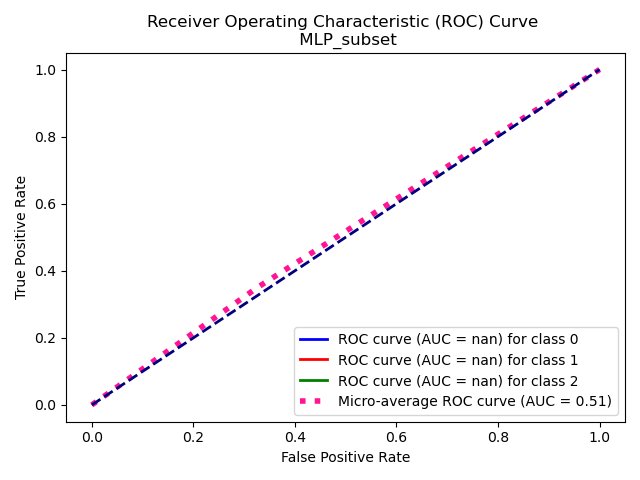 Receiver Operating Characteristic (ROC) Curve
MLP_subset
True Positive Rate
1.0
0.8
0.6
0.4
0.2
0.0
ROC curve (AUC = nan) for class 0
ROC curve (AUC = nan) for class 1
ROC curve (AUC = nan) for class 2
Micro-average ROC curve (AUC = 0.51)
0.0 0.2 0.4 0.6 0.8 1.0
False Positive Rate